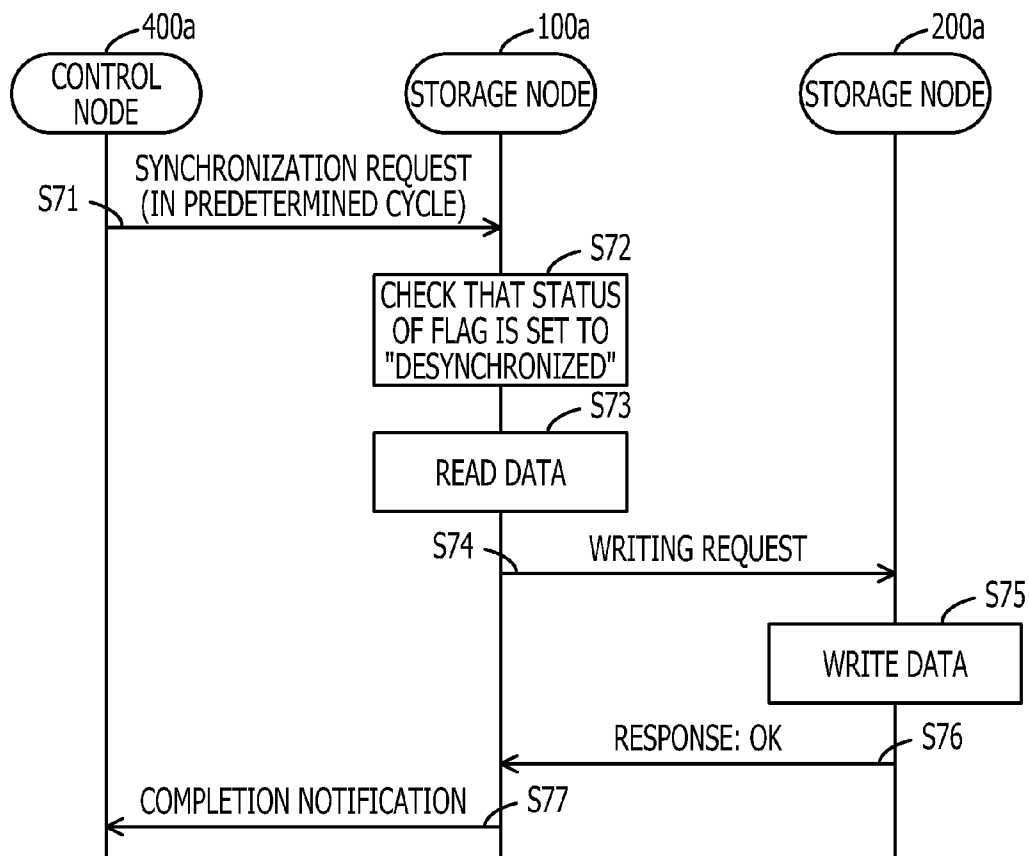 400a
100a
200a
CONTROL
NODE
STORAGE NODE
STORAGE NODE
SYNCHRONIZATION REQUEST
(IN PREDETERMINED CYCLE)
S71
S72
CHECK THAT STATUS
OF FLAG IS SET TO
"DESYNCHRONIZED"
S73
READ DATA
S74
WRITING REQUEST
S75
WRITE DATA
RESPONSE: OK
S76
COMPLETION NOTIFICATION
S77